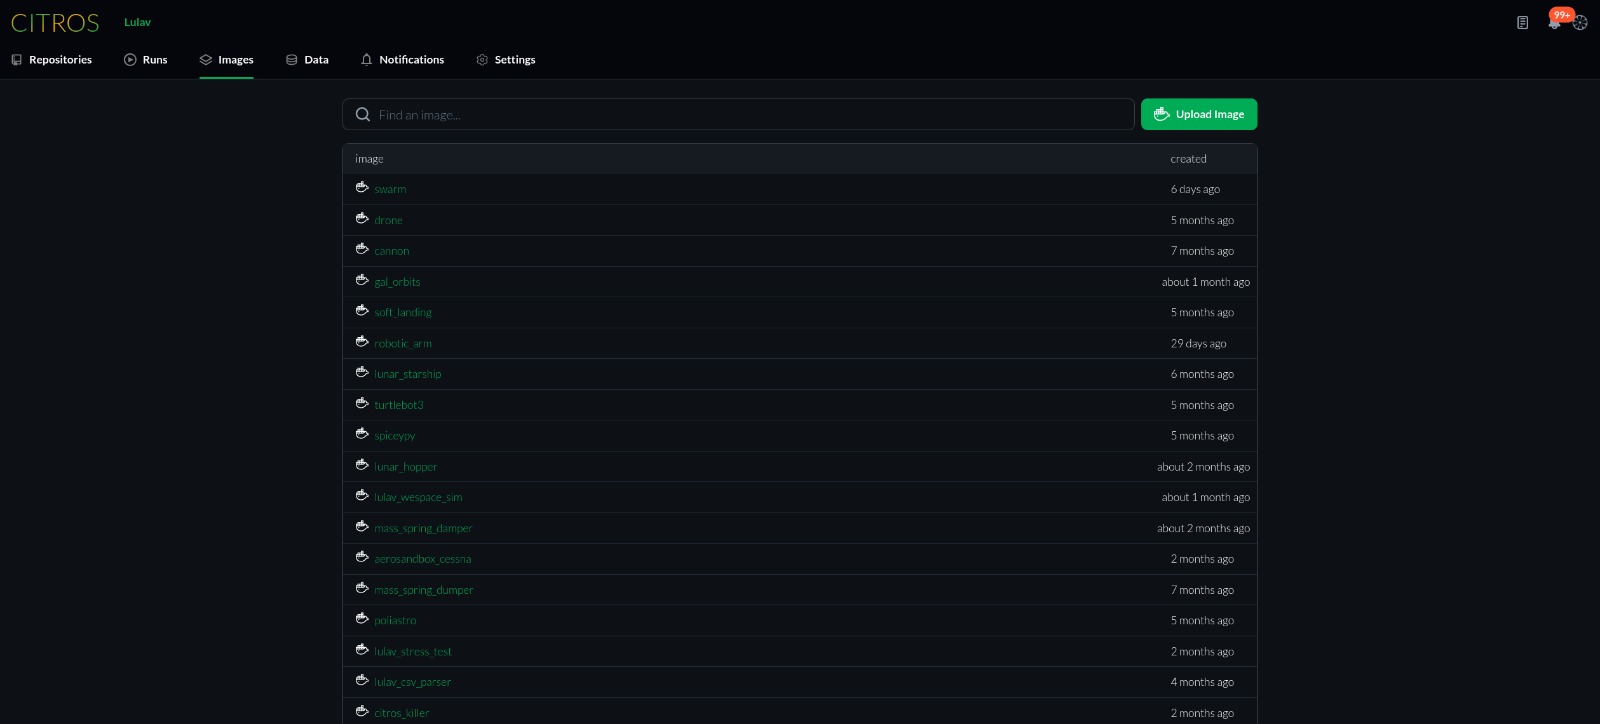 CITROS Lulav 99+
Repositories Runs Images Data Notifications Settings
Find an image... Upload Image
image created
swarm 6 days ago
drone 5 months ago
cannon 7 months ago
gal_orbits about 1 month ago
soft_landing 5 months ago
robotic_arm 29 days ago
lunar_starship 6 months ago
turtlebot3 5 months ago
spiceypy 5 months ago
lunar_hopper about 2 months ago
lulav_wespace_sim about 1 month ago
mass_spring_damper about 2 months ago
aerosandbox_cessna 2 months ago
mass_spring_dumper 7 months ago
poliastro 5 months ago
lulav_stress_test 2 months ago
lulav_csv_parser 4 months ago
citros_killer 2 months ago